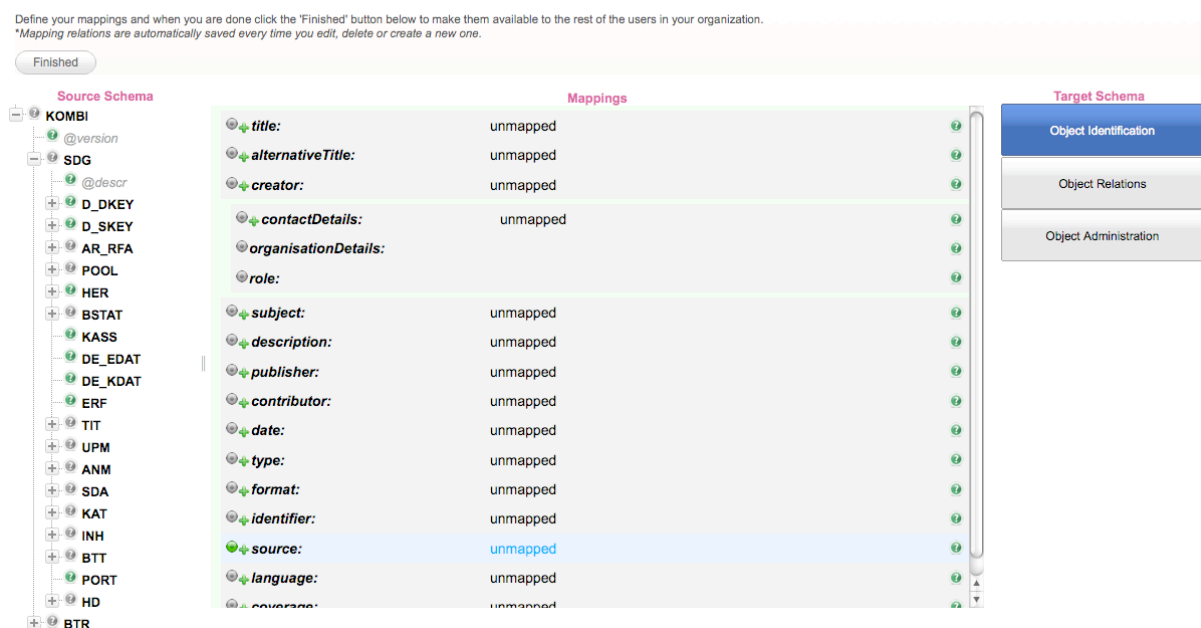 Define your mappings and when you are done click the 'Finished' button below to make them available to the rest of the users in your organization.
*Mapping relations are automatically saved every time you edit, delete or create a new one.
Finished
Source Schema
KOMBI
@version
SDG
@descr
D_DKEY
D_SKEY
AR_RFA
POOL
HER
BSTAT
KASS
DE_EDAT
DE_KDAT
ERF
TIT
UPM
ANM
SDA
KAT
INH
BTT
PORT
HD
BTR
Mappings
title: unmapped
alternativeTitle: unmapped
creator: unmapped
contactDetails: unmapped
organisationDetails:
role:
subject: unmapped
description: unmapped
publisher: unmapped
contributor: unmapped
date: unmapped
type: unmapped
format: unmapped
identifier: unmapped
source: unmapped
language: unmapped
coverage: unmapped
Target Schema
Object Identification
Object Relations
Object Administration